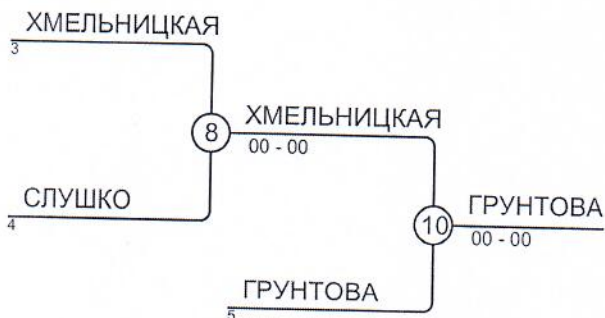 ХМЕЛЬНИЦКАЯ
3
8
ХМЕЛЬНИЦКАЯ
00 - 00
СЛУШКО
4
10
ГРУНТОВА
00 - 00
ГРУНТОВА
5